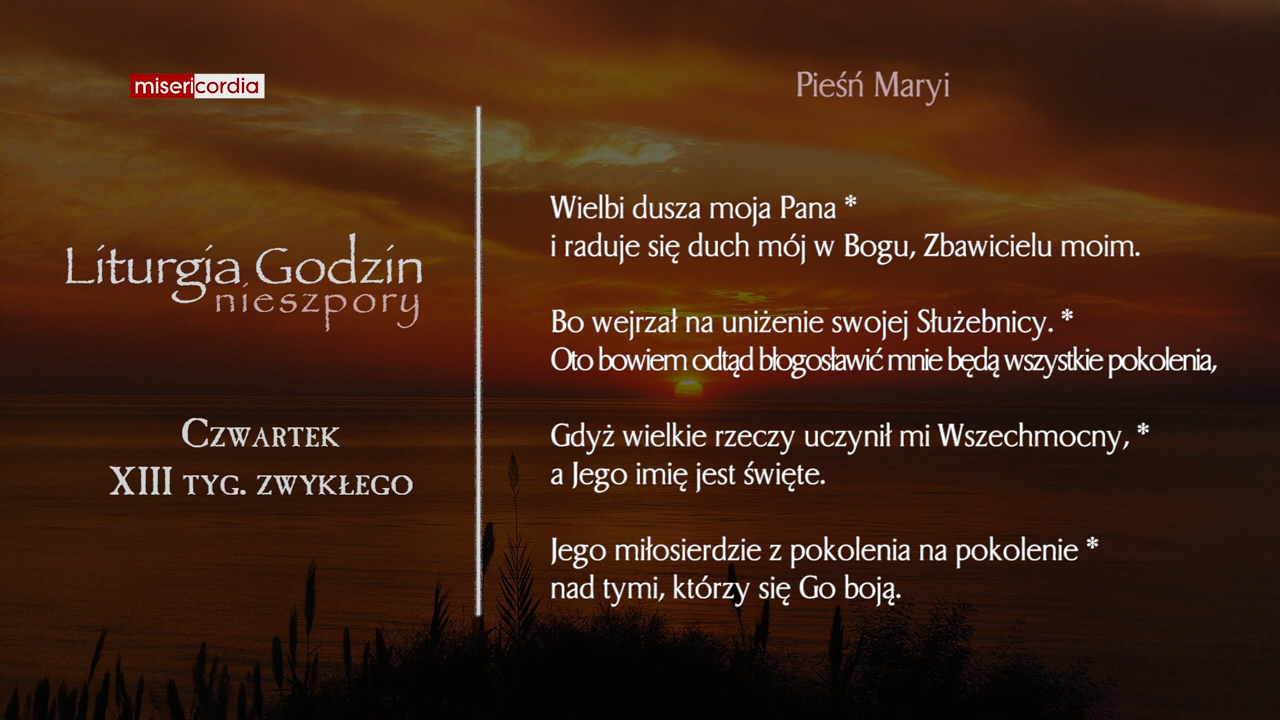 misericordia
Liturgia Godzin
nieszpory
Czwartek
XIII tyg. zwykłego
Pieśń Maryi
Wielbi dusza moja Pana *
i raduje się duch mój w Bogu, Zbawicielu moim.
Bo wejrzał na uniżenie swojej Służebnicy. *
Oto bowiem odtąd błogosławić mnie będą wszystkie pokolenia,
Gdyż wielkie rzeczy uczynił mi Wszechmocny, *
a Jego imię jest święte.
Jego miłosierdzie z pokolenia na pokolenie *
nad tymi, którzy się Go boją.